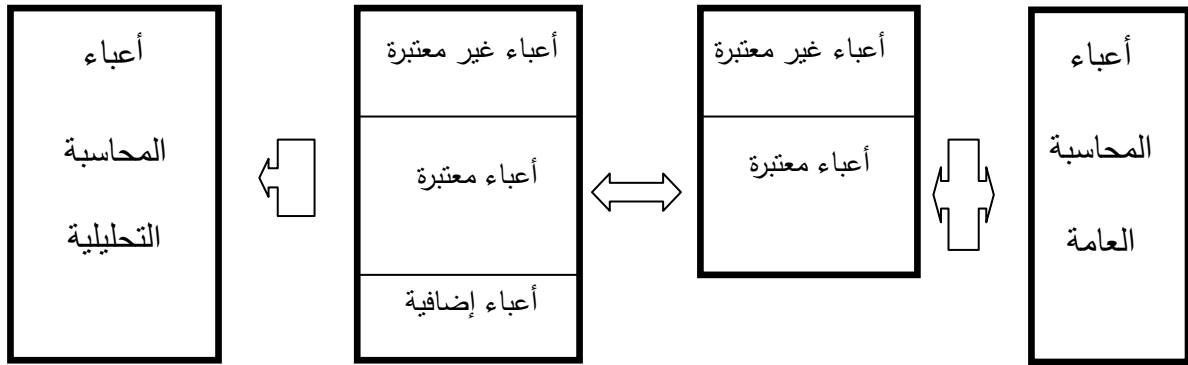 أعباء
المحاسبة
العامة
أعباء غير معتبرة
أعباء معتبرة
أعباء غير معتبرة
أعباء معتبرة
أعباء إضافية
أعباء
المحاسبة
التحليلية